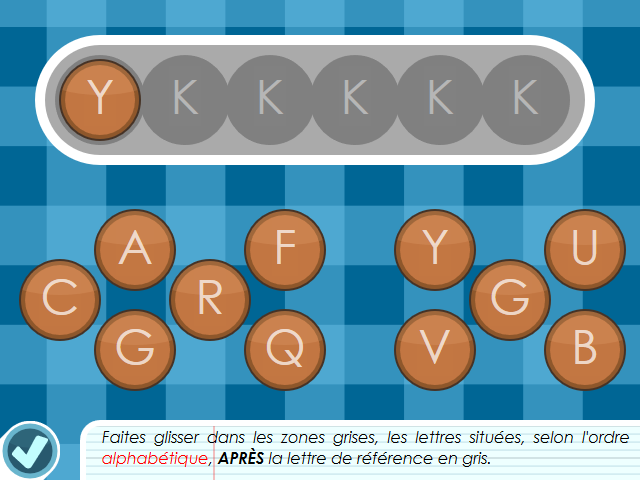 Y K K K K K
A F Y U
C R G
G Q V B
Faites glisser dans les zones grises, les lettres situées, selon l'ordre
alphabétique, APRÈS la lettre de référence en gris.